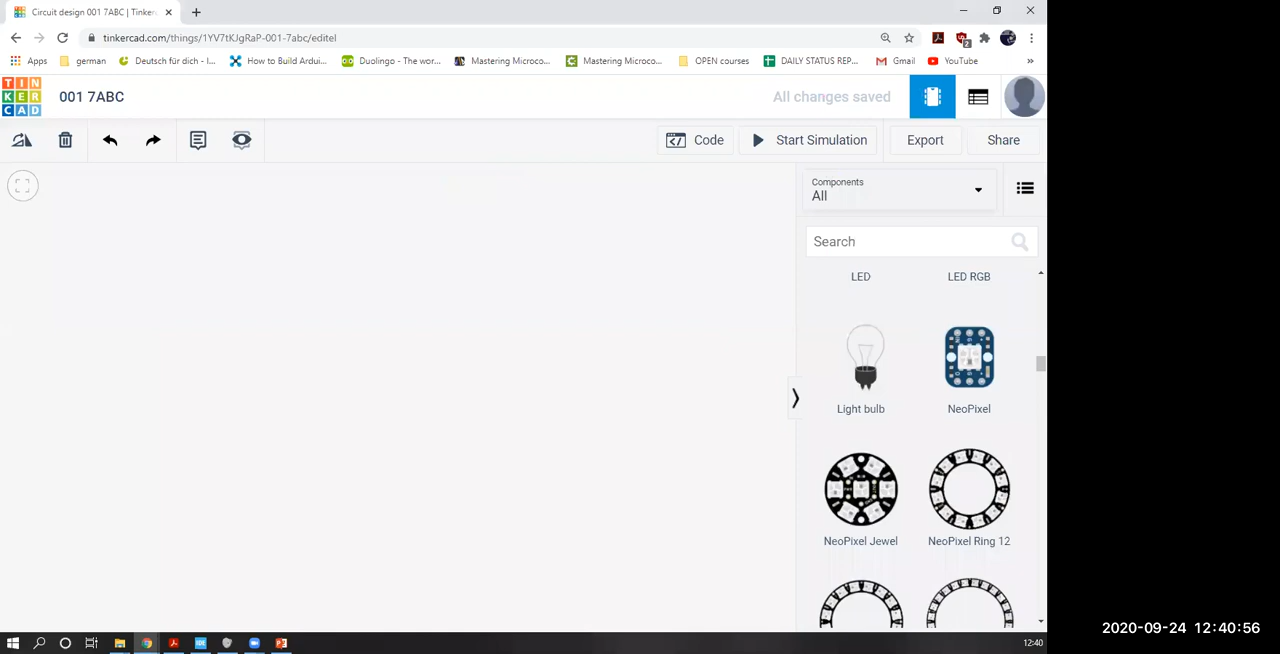 Circuit design 001 7ABC | Tinker
tinkercad.com/things/1YV7tKJgRaP-001-7abc/editel
Apps german Deutsch für dich - I... How to Build Ardui... Duolingo - The wor... Mastering Microco... Mastering Microco... OPEN courses DAILY STATUS REP... Gmail YouTube »
TIN
KER
CAD
001 7ABC
All changes saved
Code Start Simulation Export Share
Components
All
Search
LED LED RGB
Light bulb NeoPixel
NeoPixel Jewel NeoPixel Ring 12
12:40
2020-09-24 12:40:56